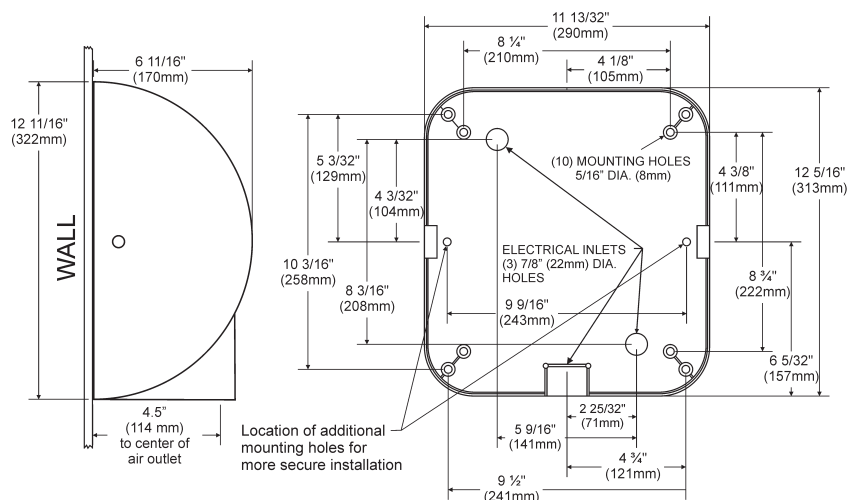 11 13/32"
(290mm)
8 ¼"
(210mm)
4 1/8"
(105mm)
6 11/16"
(170mm)
12 11/16"
(322mm)
WALL
4.5"
(114 mm)
to center of
air outlet
5 3/32"
(129mm)
4 3/32"
(104mm)
10 3/16"
(258mm)
8 3/16"
(208mm)
(10) MOUNTING HOLES
5/16" DIA. (8mm)
4 3/8"
(111mm)
12 5/16"
(313mm)
ELECTRICAL INLETS
(3) 7/8" (22mm) DIA.
HOLES
9 9/16"
(243mm)
8 ¾"
(222mm)
6 5/32"
(157mm)
Location of additional
mounting holes for
more secure installation
2 25/32"
(71mm)
5 9/16"
(141mm)
4 ¾"
(121mm)
9 ½"
(241mm)